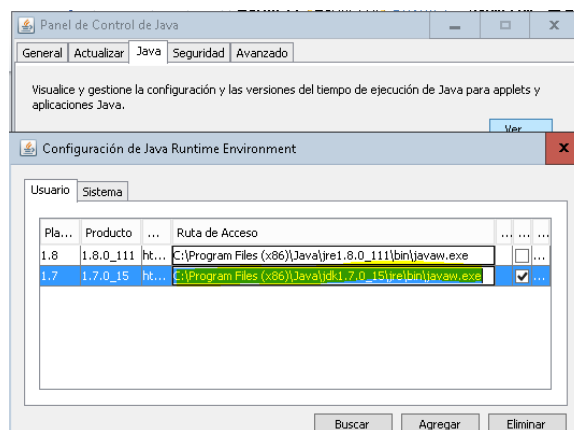 Panel de Control de Java
General Actualizar Java Seguridad Avanzado
Visualice y gestione la configuración y las versiones del tiempo de ejecución de Java para applets y
aplicaciones Java.
Ver...
Configuración de Java Runtime Environment
Usuario Sistema
Pla... Producto ... Ruta de Acceso ... ... ...
1.8 1.8.0_111 ht... C:\Program Files (x86)\Java\jre1.8.0_111\bin\javaw.exe ...
1.7 1.7.0_15 ht... C:\Program Files (x86)\Java\jdk1.7.0_15\jre\bin\javaw.exe ...
Buscar Agregar Eliminar